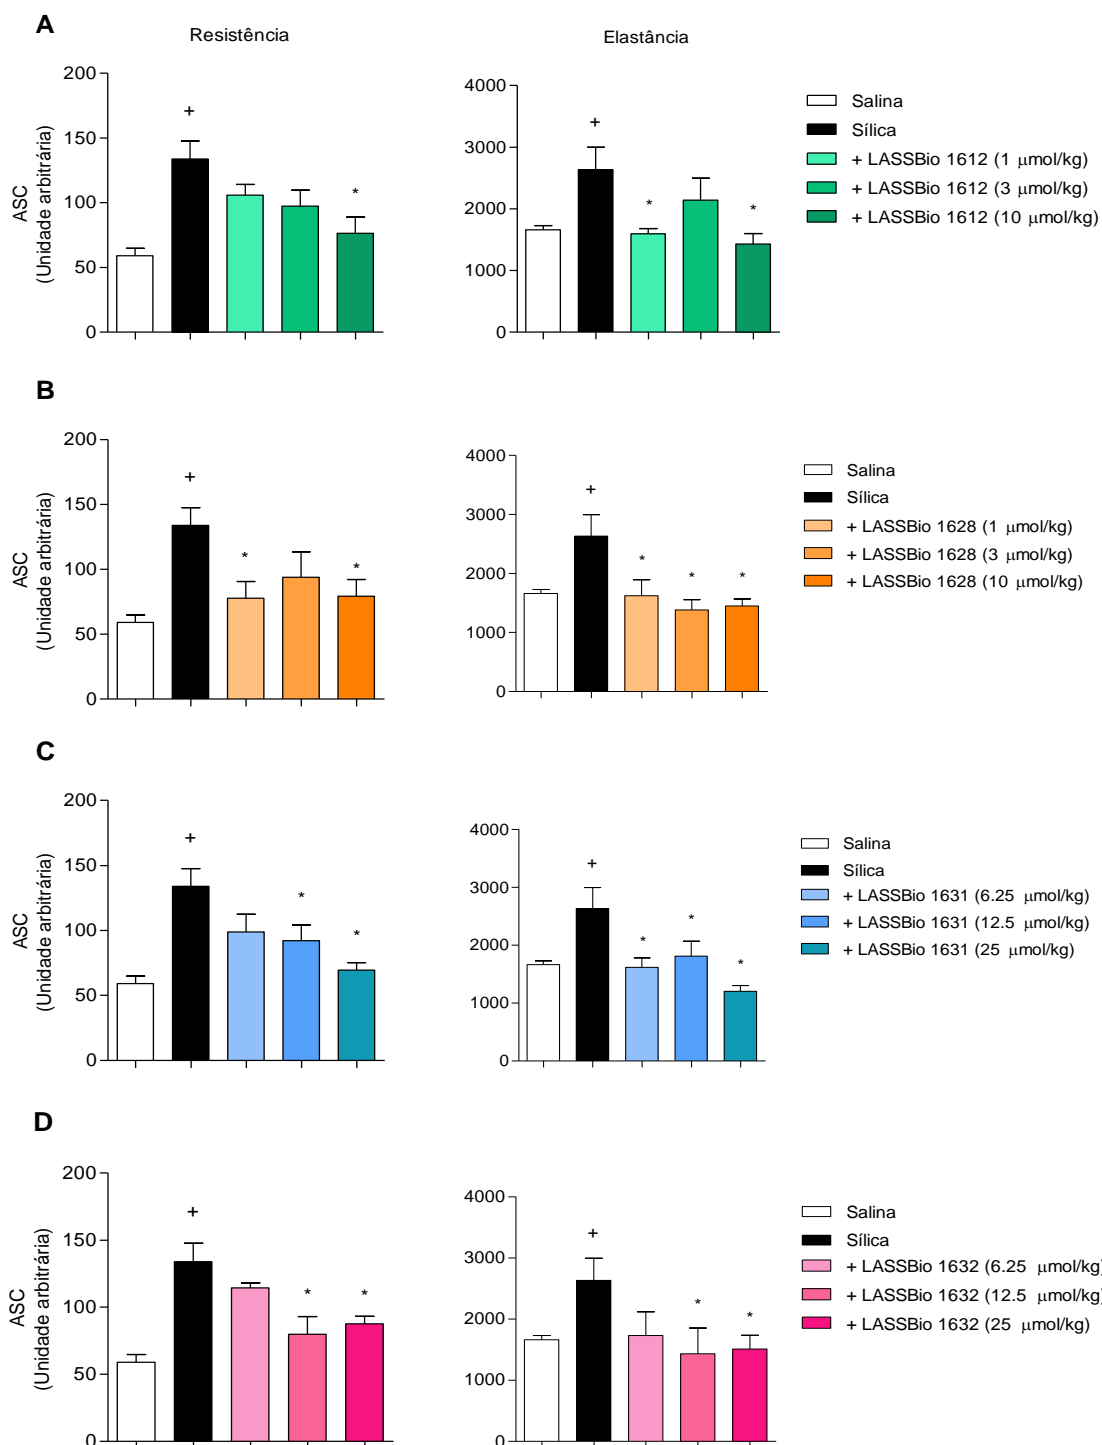 A
Resistência
Elastância
ASC
(Unidade arbitrária)
200
150
100
50
0
+
*
4000
3000
2000
1000
0
+
*
*
Salina
Sílica
+ LASSBio 1612 (1 μmol/kg)
+ LASSBio 1612 (3 μmol/kg)
+ LASSBio 1612 (10 μmol/kg)
B
ASC
(Unidade arbitrária)
200
150
100
50
0
+
*
*
4000
3000
2000
1000
0
+
*
*
*
Salina
Sílica
+ LASSBio 1628 (1 μmol/kg)
+ LASSBio 1628 (3 μmol/kg)
+ LASSBio 1628 (10 μmol/kg)
C
ASC
(Unidade arbitrária)
200
150
100
50
0
+
*
*
4000
3000
2000
1000
0
+
*
*
*
Salina
Sílica
+ LASSBio 1631 (6.25 μmol/kg)
+ LASSBio 1631 (12.5 μmol/kg)
+ LASSBio 1631 (25 μmol/kg)
D
ASC
(Unidade arbitrária)
200
150
100
50
0
+
*
*
4000
3000
2000
1000
0
+
*
*
Salina
Sílica
+ LASSBio 1632 (6.25 μmol/kg)
+ LASSBio 1632 (12.5 μmol/kg)
+ LASSBio 1632 (25 μmol/kg)